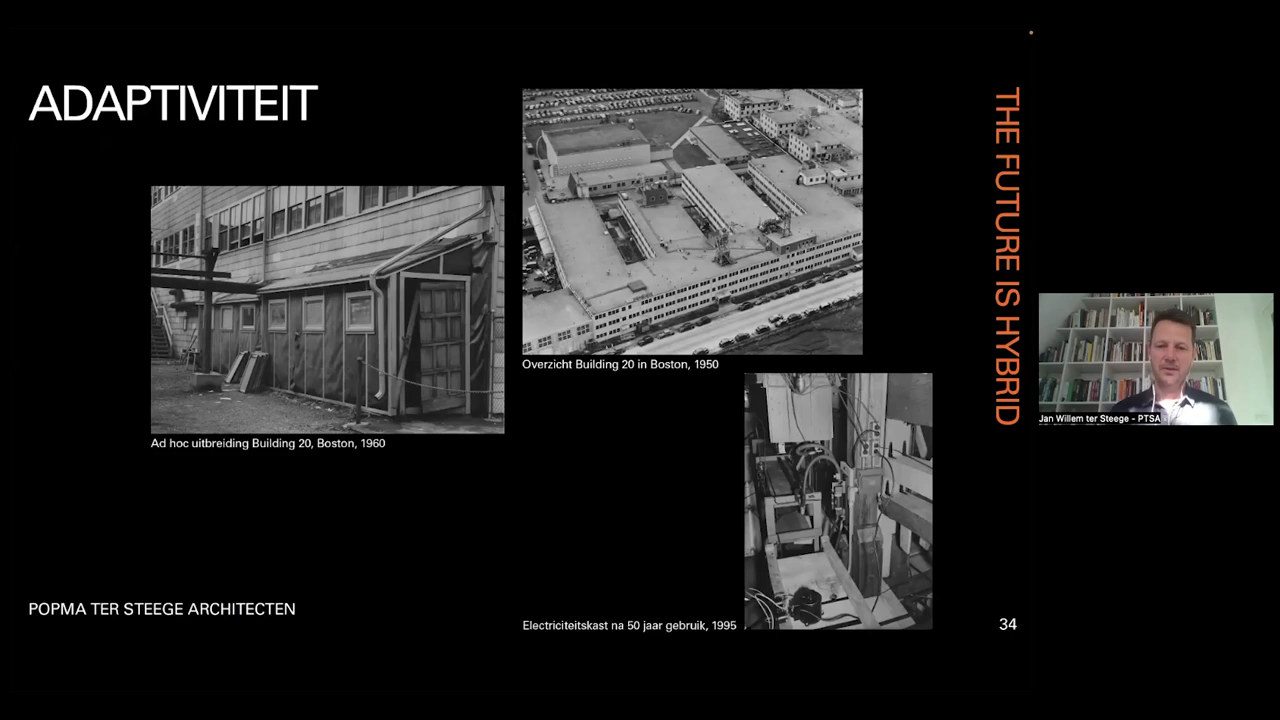 ADAPTIVITEIT
THE FUTURE IS HYBRID
Overzicht Building 20 in Boston, 1950
Jan Willem ter Steege - PTSA
Ad hoc uitbreiding Building 20, Boston, 1960
POPMA TER STEEGE ARCHITECTEN
Electriciteitskast na 50 jaar gebruik, 1995
34